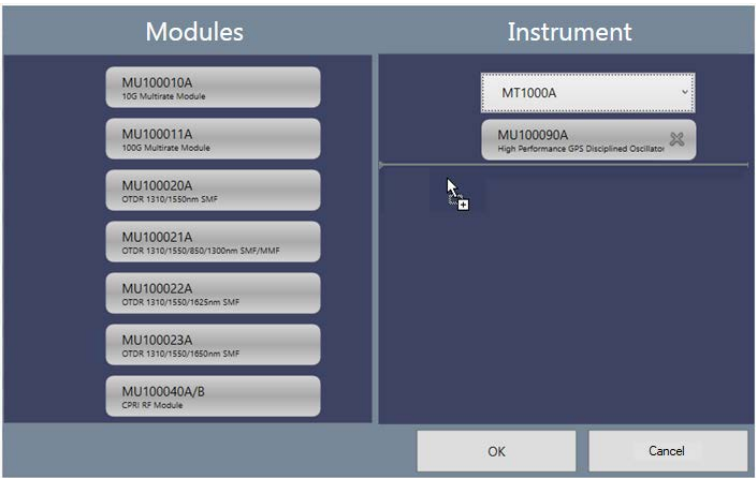 Modules
MU100010A
10G Multirate Module
MU100011A
100G Multirate Module
MU100020A
OTDR 1310/1550nm SMF
MU100021A
OTDR 1310/1550/850/1300nm SMF/MMF
MU100022A
OTDR 1310/1550/1625nm SMF
MU100023A
OTDR 1310/1550/1650nm SMF
MU100040A/B
CPRI RF Module
Instrument
MT1000A
MU100090A
High Performance GPS Disciplined Oscillator
OK
Cancel